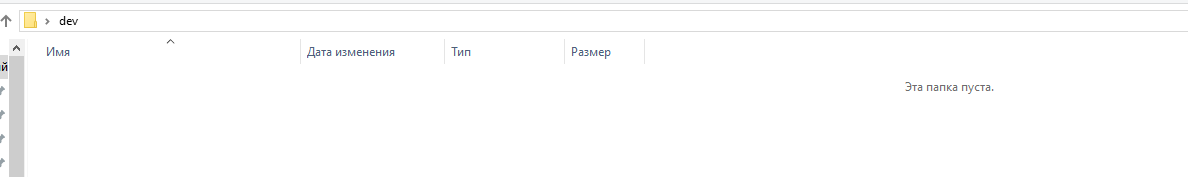 dev
Имя
Дата изменения
Тип
Размер
й
Эта папка пуста.